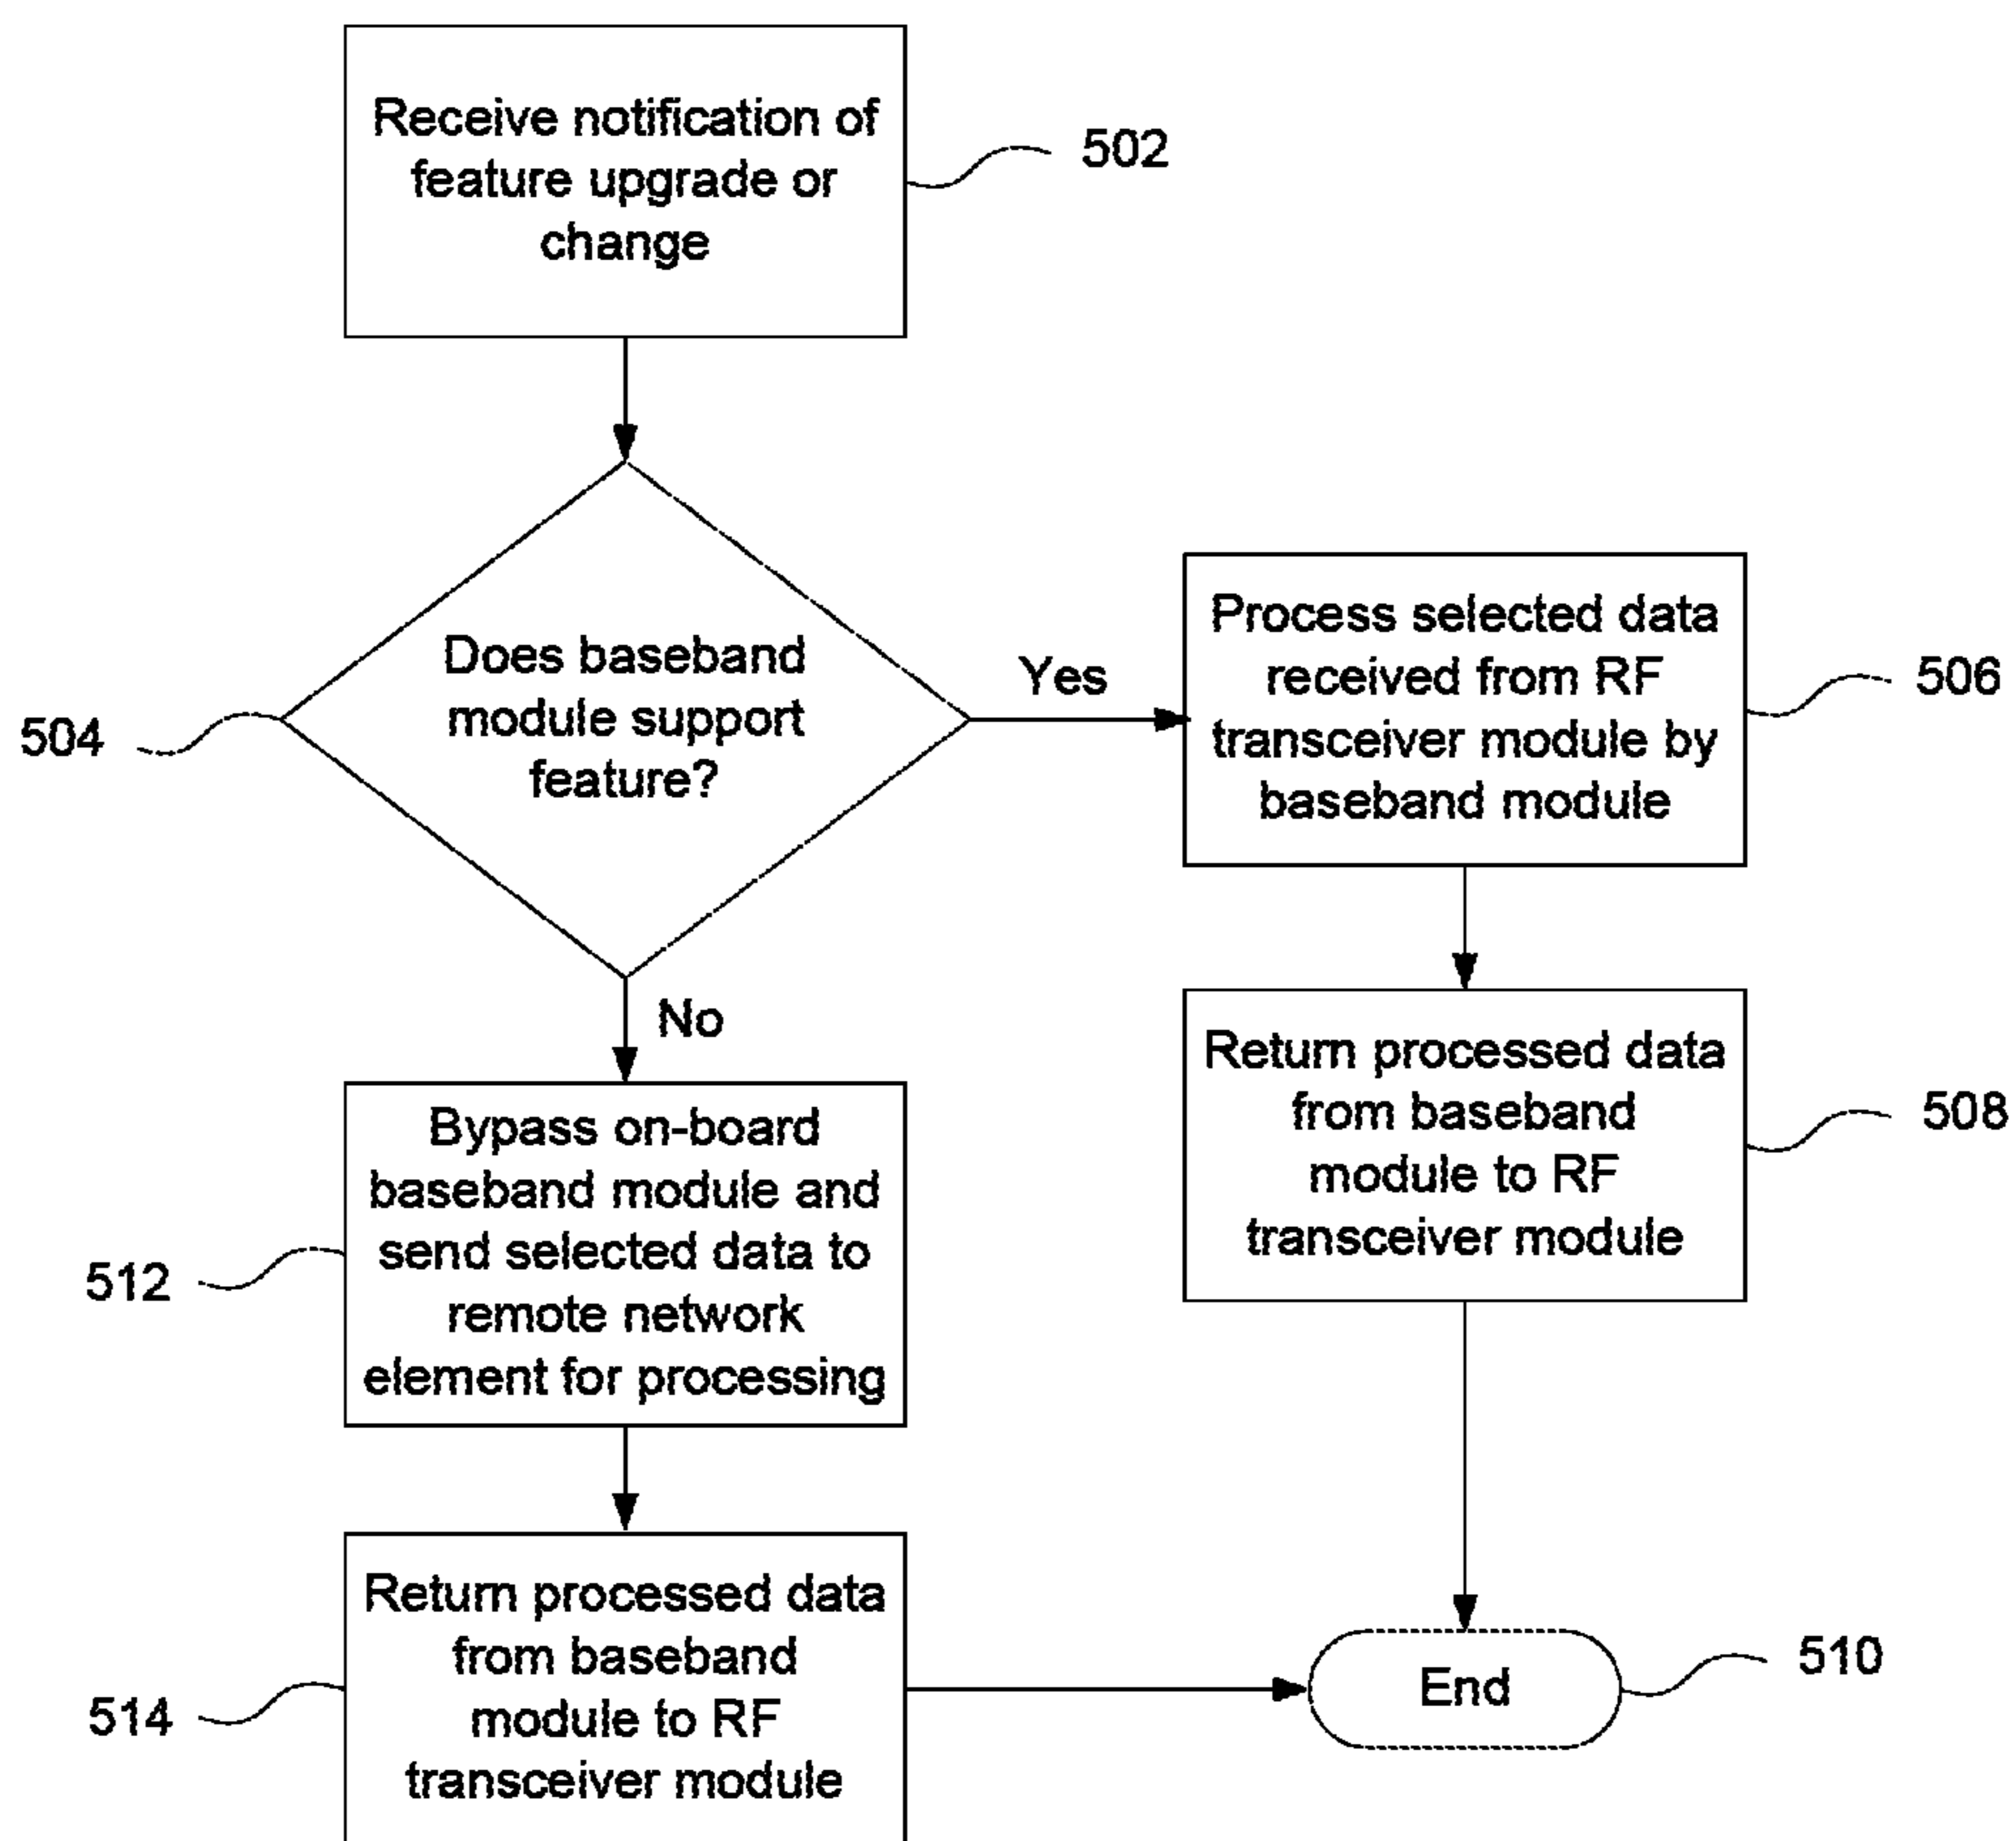 Receive notification of
feature upgrade or
change
502
Does baseband
module support
feature?
504
Yes
Process selected data
received from RF
transceiver module by
baseband module
506
No
Return processed data
from baseband
module to RF
transceiver module
508
Bypass on-board
baseband module and
send selected data to
remote network
element for processing
512
Return processed data
from baseband
module to RF
transceiver module
514
End
510